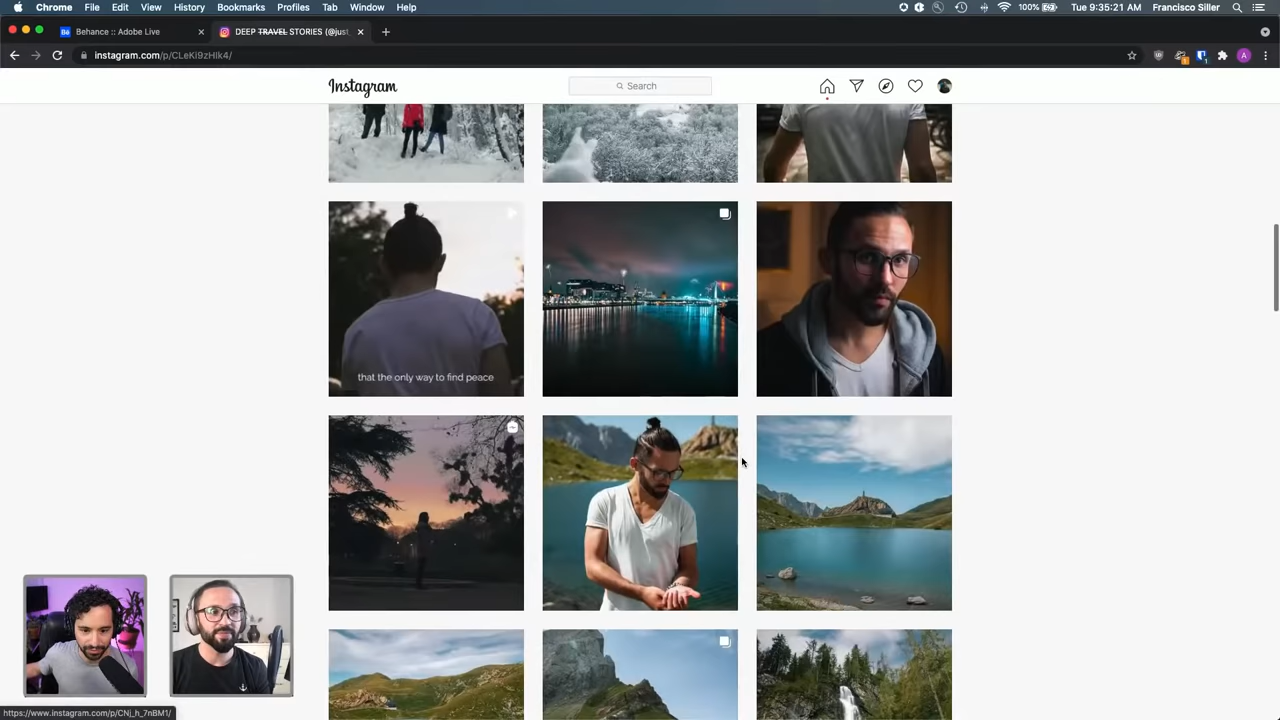 Chrome File Edit View History Bookmarks Profiles Tab Window Help 100% Tue 9:35:21 AM Francisco Siller
Bē Behance :: Adobe Live DEEP TRAVEL STORIES (@just_
instagram.com/p/CLeKi9zHIk4/
A
Instagram
Search
that the only way to find peace
https://www.instagram.com/p/CNj_h_7nBM1/